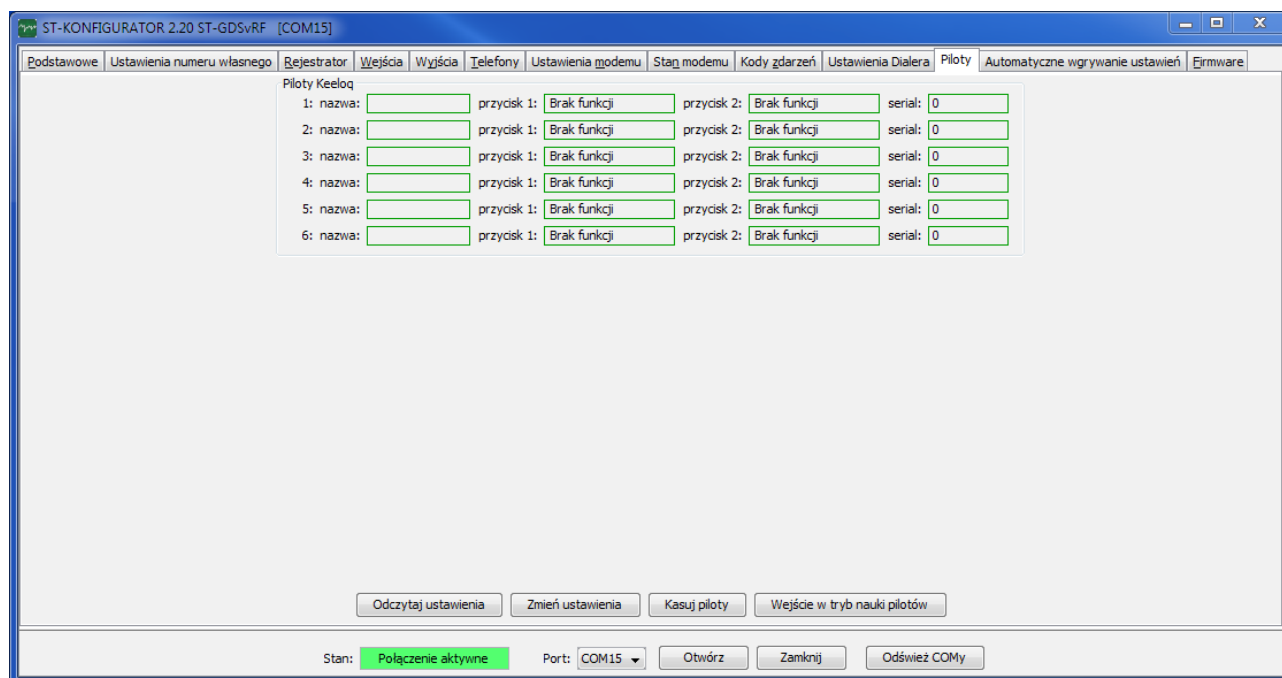 ST-KONFIGURATOR 2.20 ST-GDSvRF [COM15]
Podstawowe Ustawienia numeru własnego Rejestrator Wejścia Wyjścia Telefony Ustawienia modemu Stan modemu Kody zdarzeń Ustawienia Dialera Piloty Automatyczne wgrywanie ustawień Firmware
Piloty Keeloq
1: nazwa: przycisk 1: Brak funkcji przycisk 2: Brak funkcji serial: 0
2: nazwa: przycisk 1: Brak funkcji przycisk 2: Brak funkcji serial: 0
3: nazwa: przycisk 1: Brak funkcji przycisk 2: Brak funkcji serial: 0
4: nazwa: przycisk 1: Brak funkcji przycisk 2: Brak funkcji serial: 0
5: nazwa: przycisk 1: Brak funkcji przycisk 2: Brak funkcji serial: 0
6: nazwa: przycisk 1: Brak funkcji przycisk 2: Brak funkcji serial: 0
Odczytaj ustawienia Zmień ustawienia Kasuj piloty Wejście w tryb nauki pilotów
Stan: Połączenie aktywne Port: COM15 Otwórz Zamknij Odśwież COMy